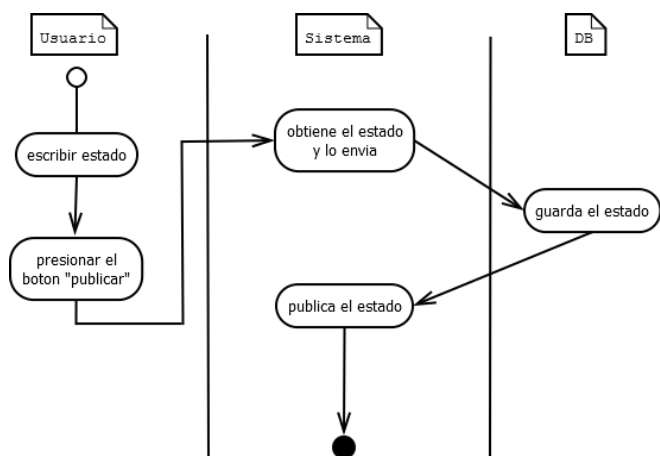 Usuario
Sistema
DB
escribir estado
obtiene el estado
y lo envia
guarda el estado
presionar el
boton "publicar"
publica el estado